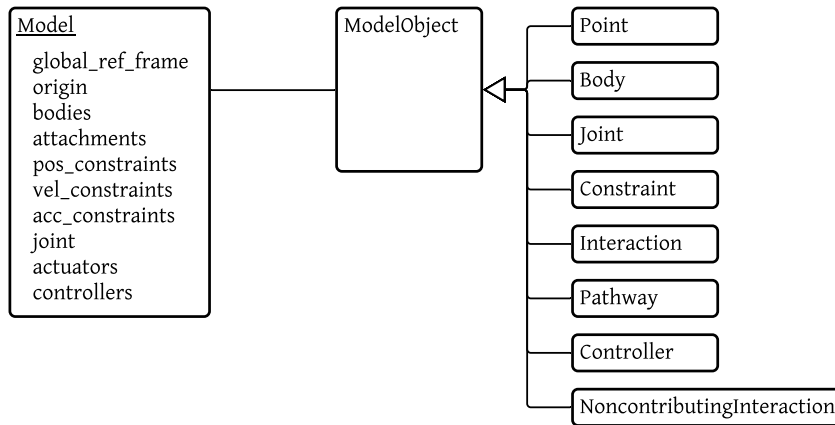 Model
global_ref_frame
origin
bodies
attachments
pos_constraints
vel_constraints
acc_constraints
joint
actuators
controllers
ModelObject
Point
Body
Joint
Constraint
Interaction
Pathway
Controller
NoncontributingInteraction